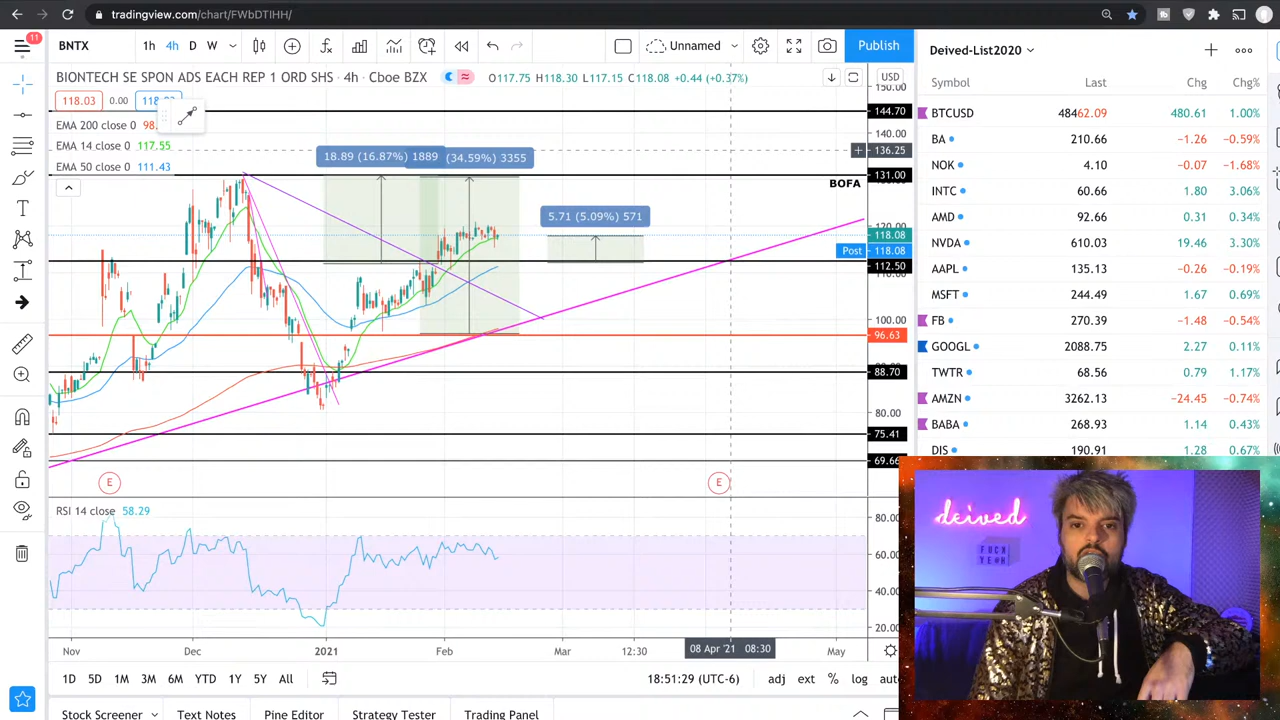 tradingview.com/chart/FWbDTIHH/
11
BNTX
1h 4h D W
Unnamed
Publish
BIONTECH SE SPON ADS EACH REP 1 ORD SHS · 4h · Cboe BZX
O117.75 H118.30 L117.15 C118.08 +0.44 (+0.37%)
USD
118.03 0.00
EMA 200 close 0 98.
EMA 14 close 0 117.55
EMA 50 close 0 111.43
18.89 (16.87%) 1889
(34.59%) 3355
5.71 (5.09%) 571
BOFA
150.00
144.70
140.00
136.25
131.00
120.00
118.08
Post 118.08
112.50
110.00
100.00
96.63
88.70
80.00
75.41
69.66
E
E
RSI 14 close 58.29
80.00
60.00
40.00
20.00
Nov Dec 2021 Feb Mar 12:30 08 Apr '21 08:30 May
1D 5D 1M 3M 6M YTD 1Y 5Y All
18:51:29 (UTC-6) adj ext % log auto
Stock Screener Text Notes Pine Editor Strategy Tester Trading Panel
Deived-List2020
Symbol Last Chg Chg%
BTCUSD 48462.09 480.61 1.00%
BA 210.66 −1.26 −0.59%
NOK 4.10 −0.07 −1.68%
INTC 60.66 1.80 3.06%
AMD 92.66 0.31 0.34%
NVDA 610.03 19.46 3.30%
AAPL 135.13 −0.26 −0.19%
MSFT 244.49 1.67 0.69%
FB 270.39 −1.48 −0.54%
GOOGL 2088.75 2.27 0.11%
TWTR 68.56 0.79 1.17%
AMZN 3262.13 −24.45 −0.74%
BABA 268.93 1.14 0.43%
DIS 190.91 1.28 0.67%
deived
FUCK
YE@R